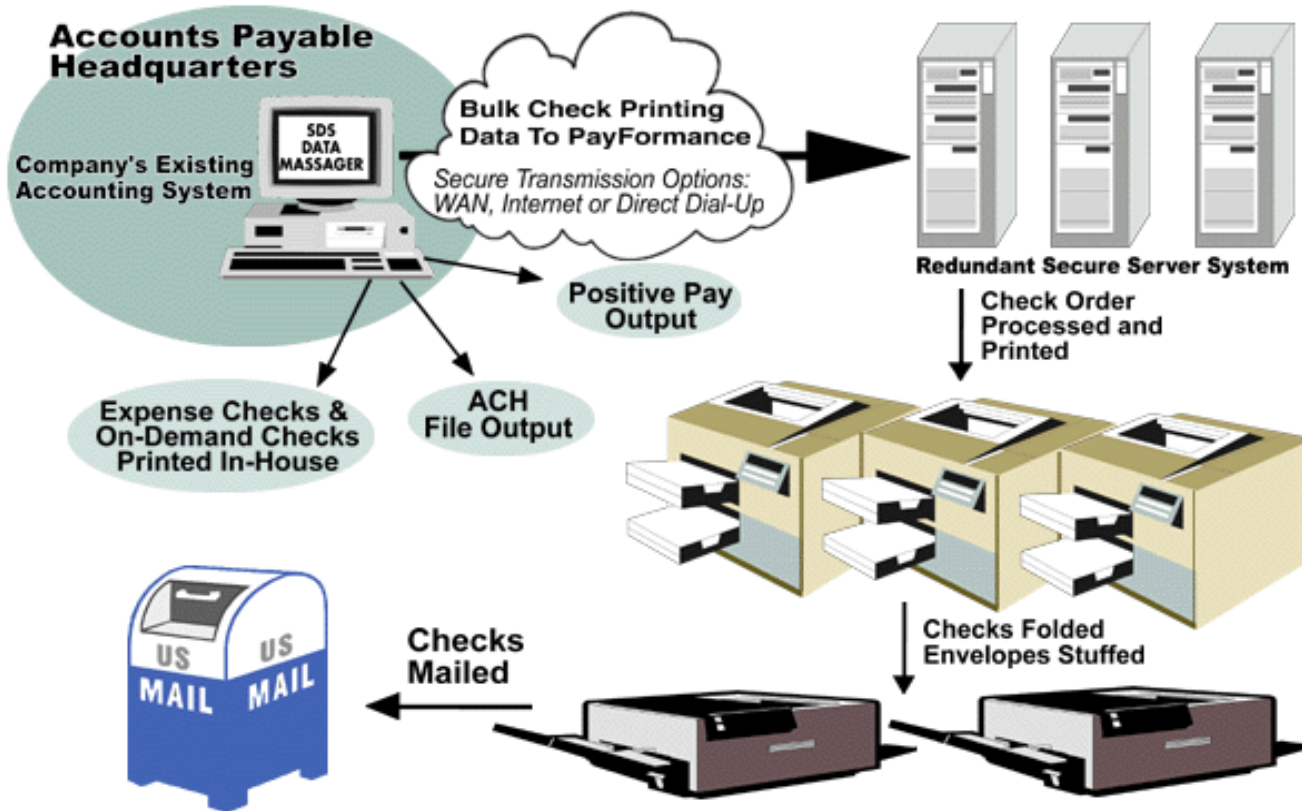 Accounts Payable
Headquarters
SDS
DATA
MASSAGER
Company's Existing
Accounting System
Bulk Check Printing
Data To PayFormance
Secure Transmission Options:
WAN, Internet or Direct Dial-Up
Redundant Secure Server System
Positive Pay
Output
ACH
File Output
Expense Checks &
On-Demand Checks
Printed In-House
Check Order
Processed and
Printed
Checks Folded
Envelopes Stuffed
Checks
Mailed
US
MAIL
US
MAIL